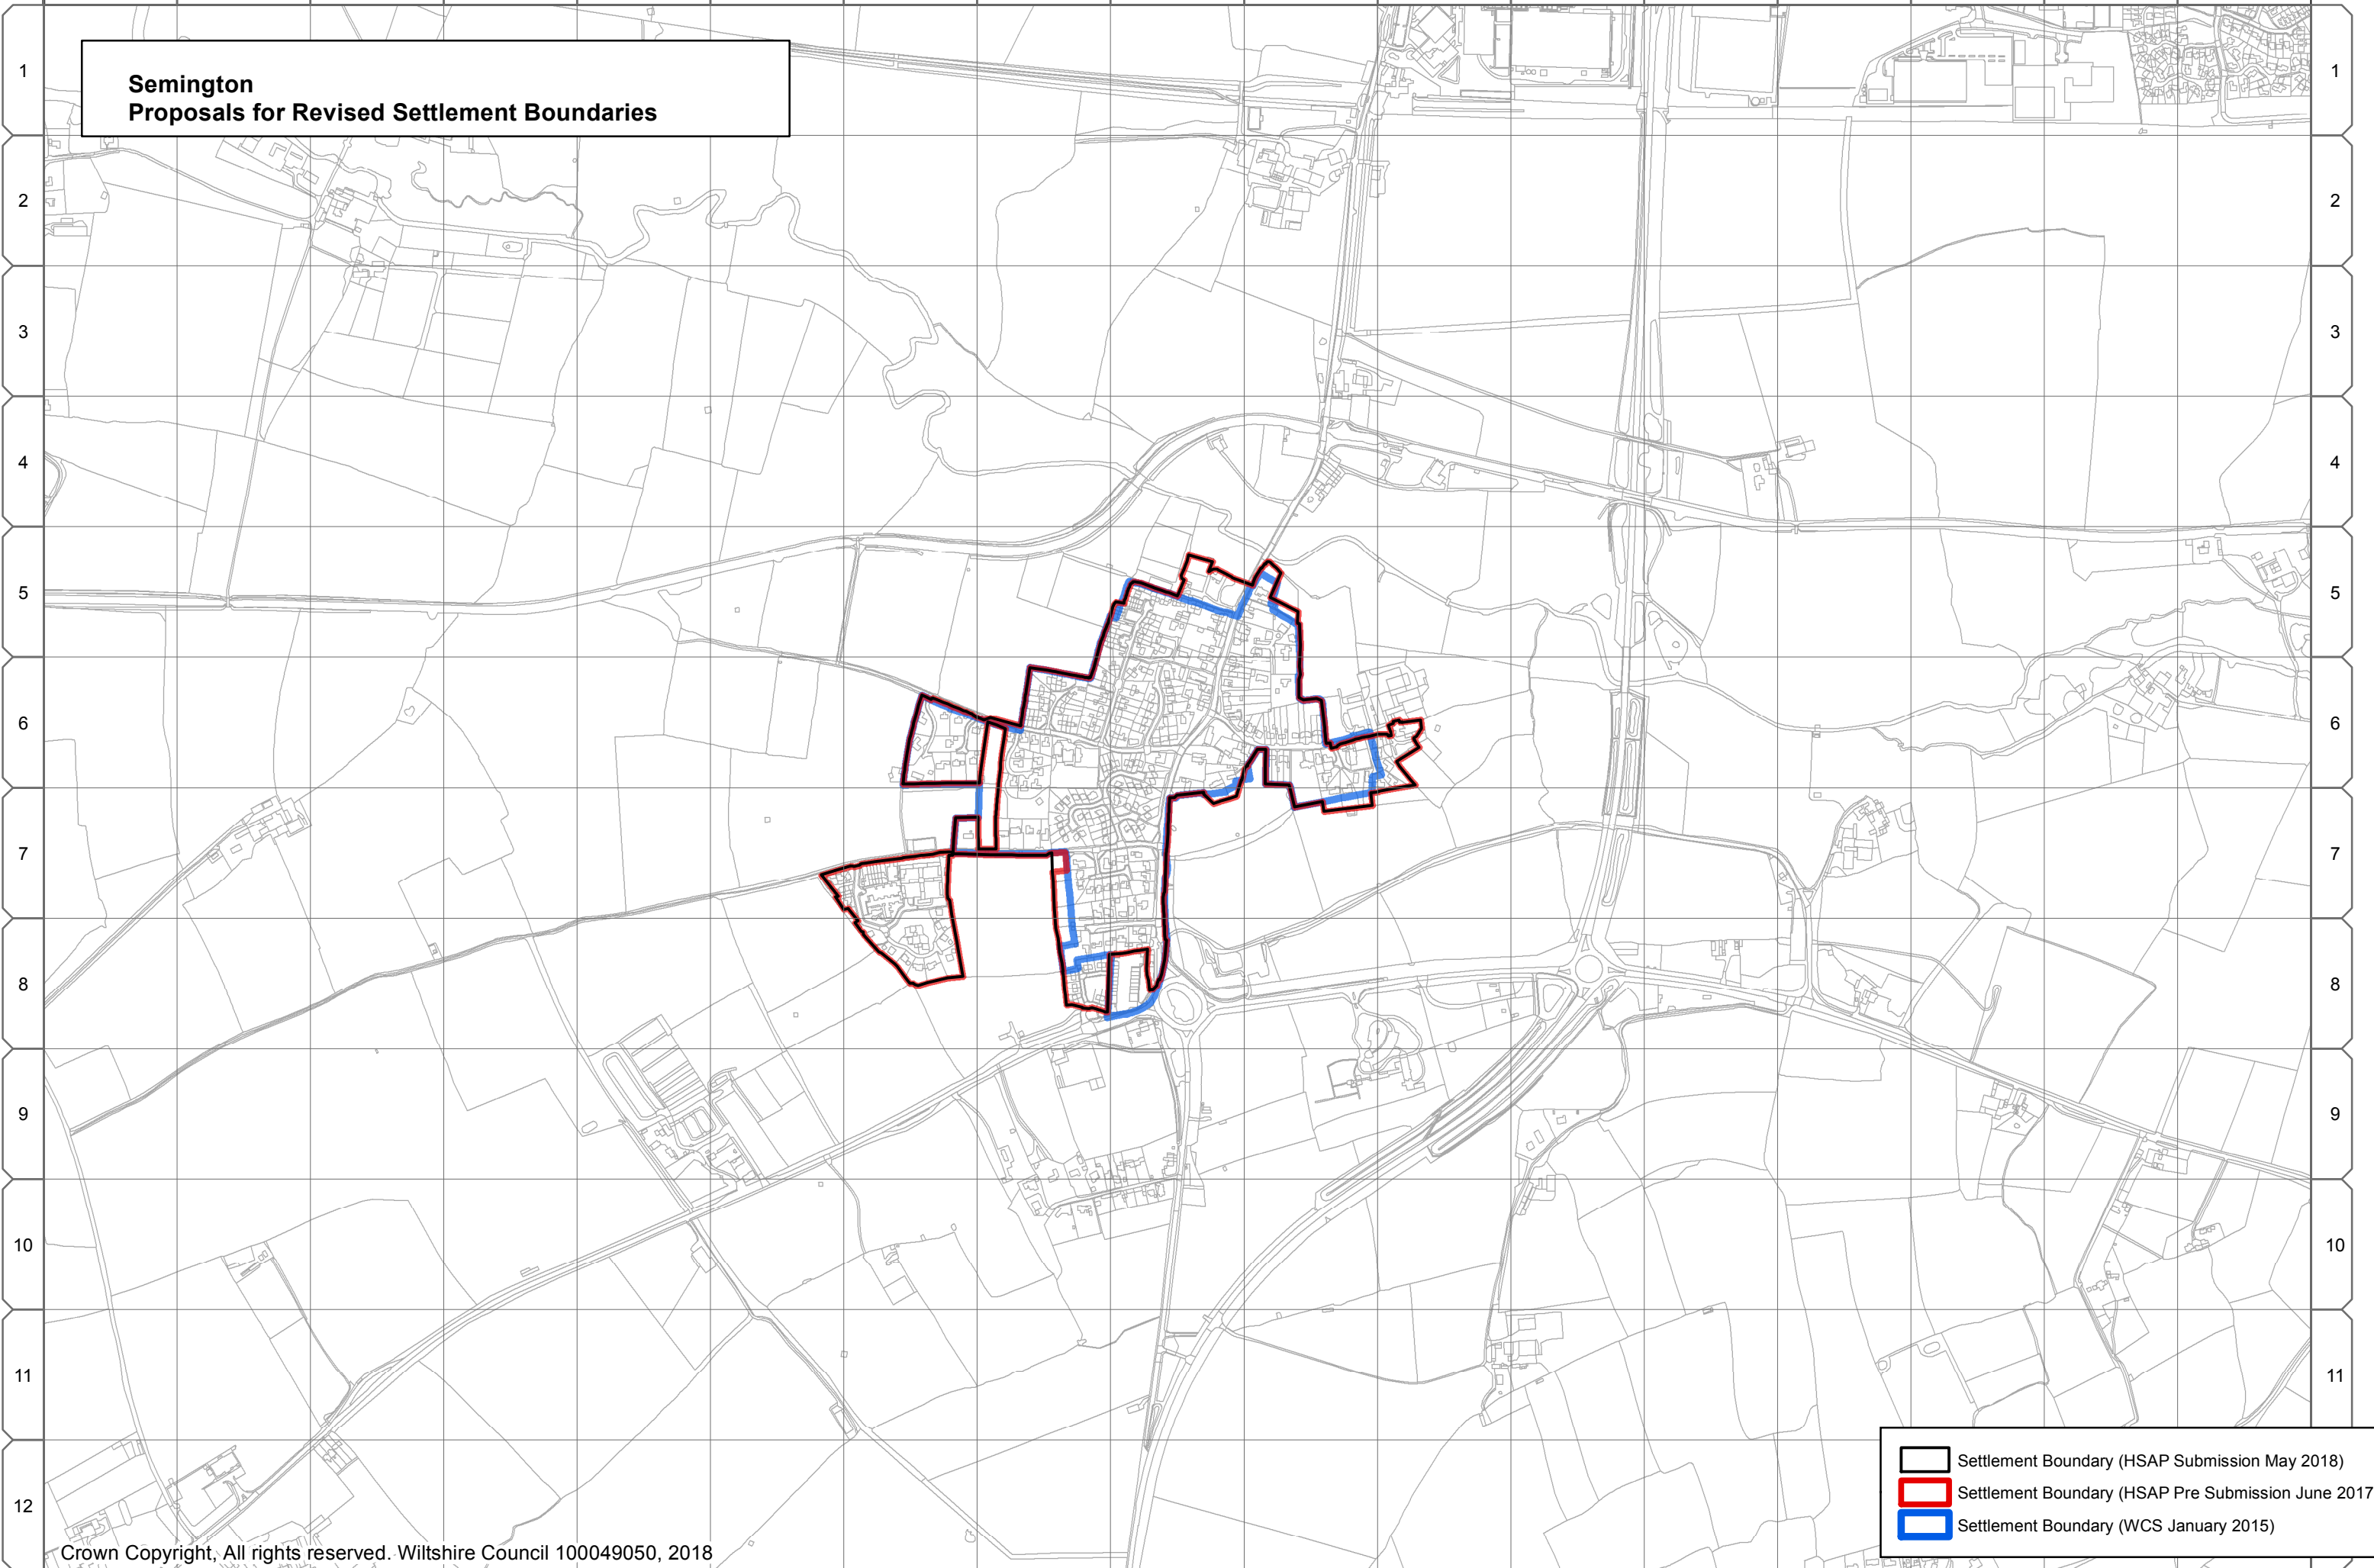 Semington
Proposals for Revised Settlement Boundaries
1 1
2 2
3 3
4 4
5 5
6 6
7 7
8 8
9 9
10 10
11 11
12 12
Settlement Boundary (HSAP Submission May 2018)
Settlement Boundary (HSAP Pre Submission June 2017
Settlement Boundary (WCS January 2015)
Crown Copyright, All rights reserved. Wiltshire Council 100049050, 2018